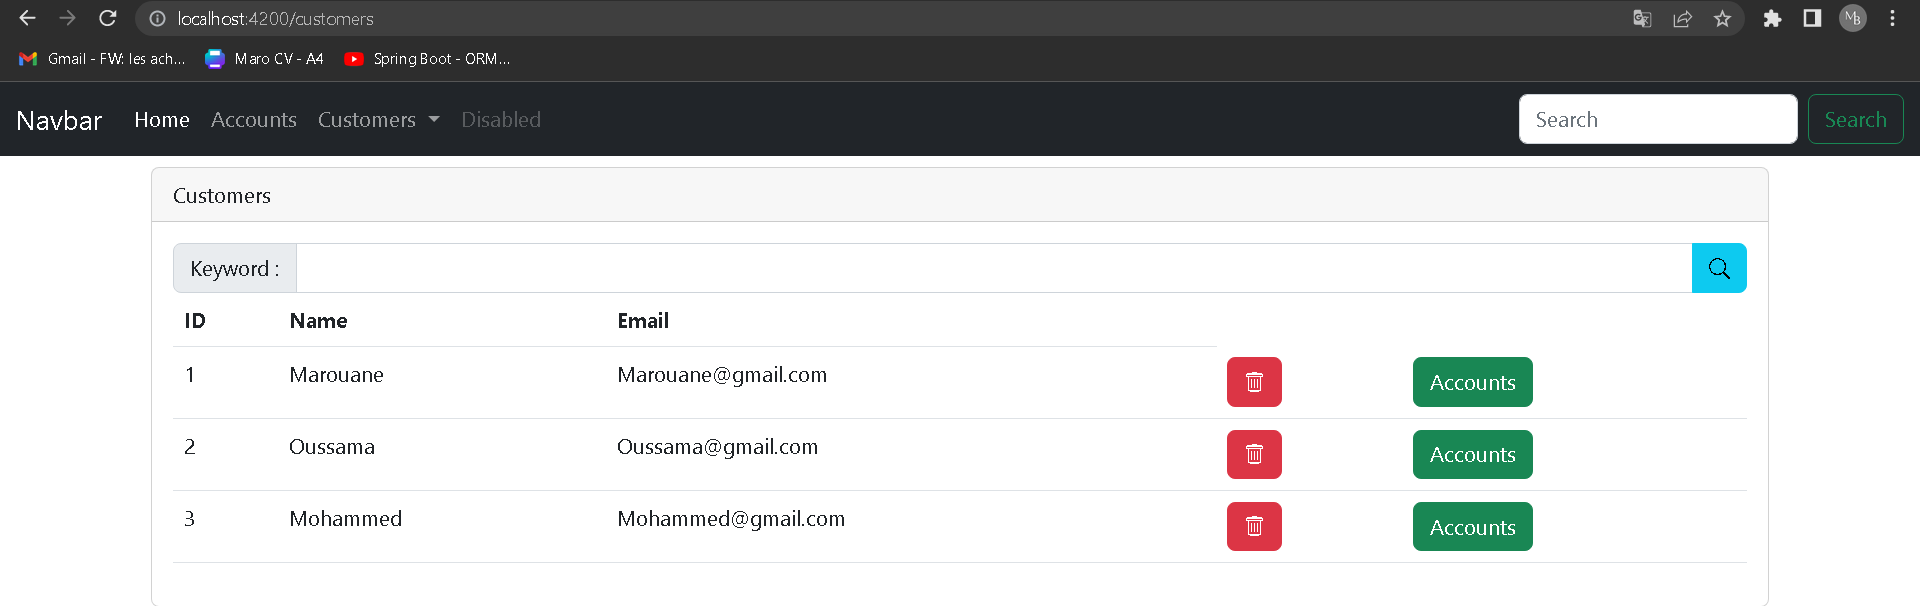 localhost:4200/customers
MB
Gmail - FW: les ach... Maro CV - A4 Spring Boot - ORM...
Navbar Home Accounts Customers Disabled Search Search
Customers
Keyword :
ID Name Email
1 Marouane Marouane@gmail.com Accounts
2 Oussama Oussama@gmail.com Accounts
3 Mohammed Mohammed@gmail.com Accounts